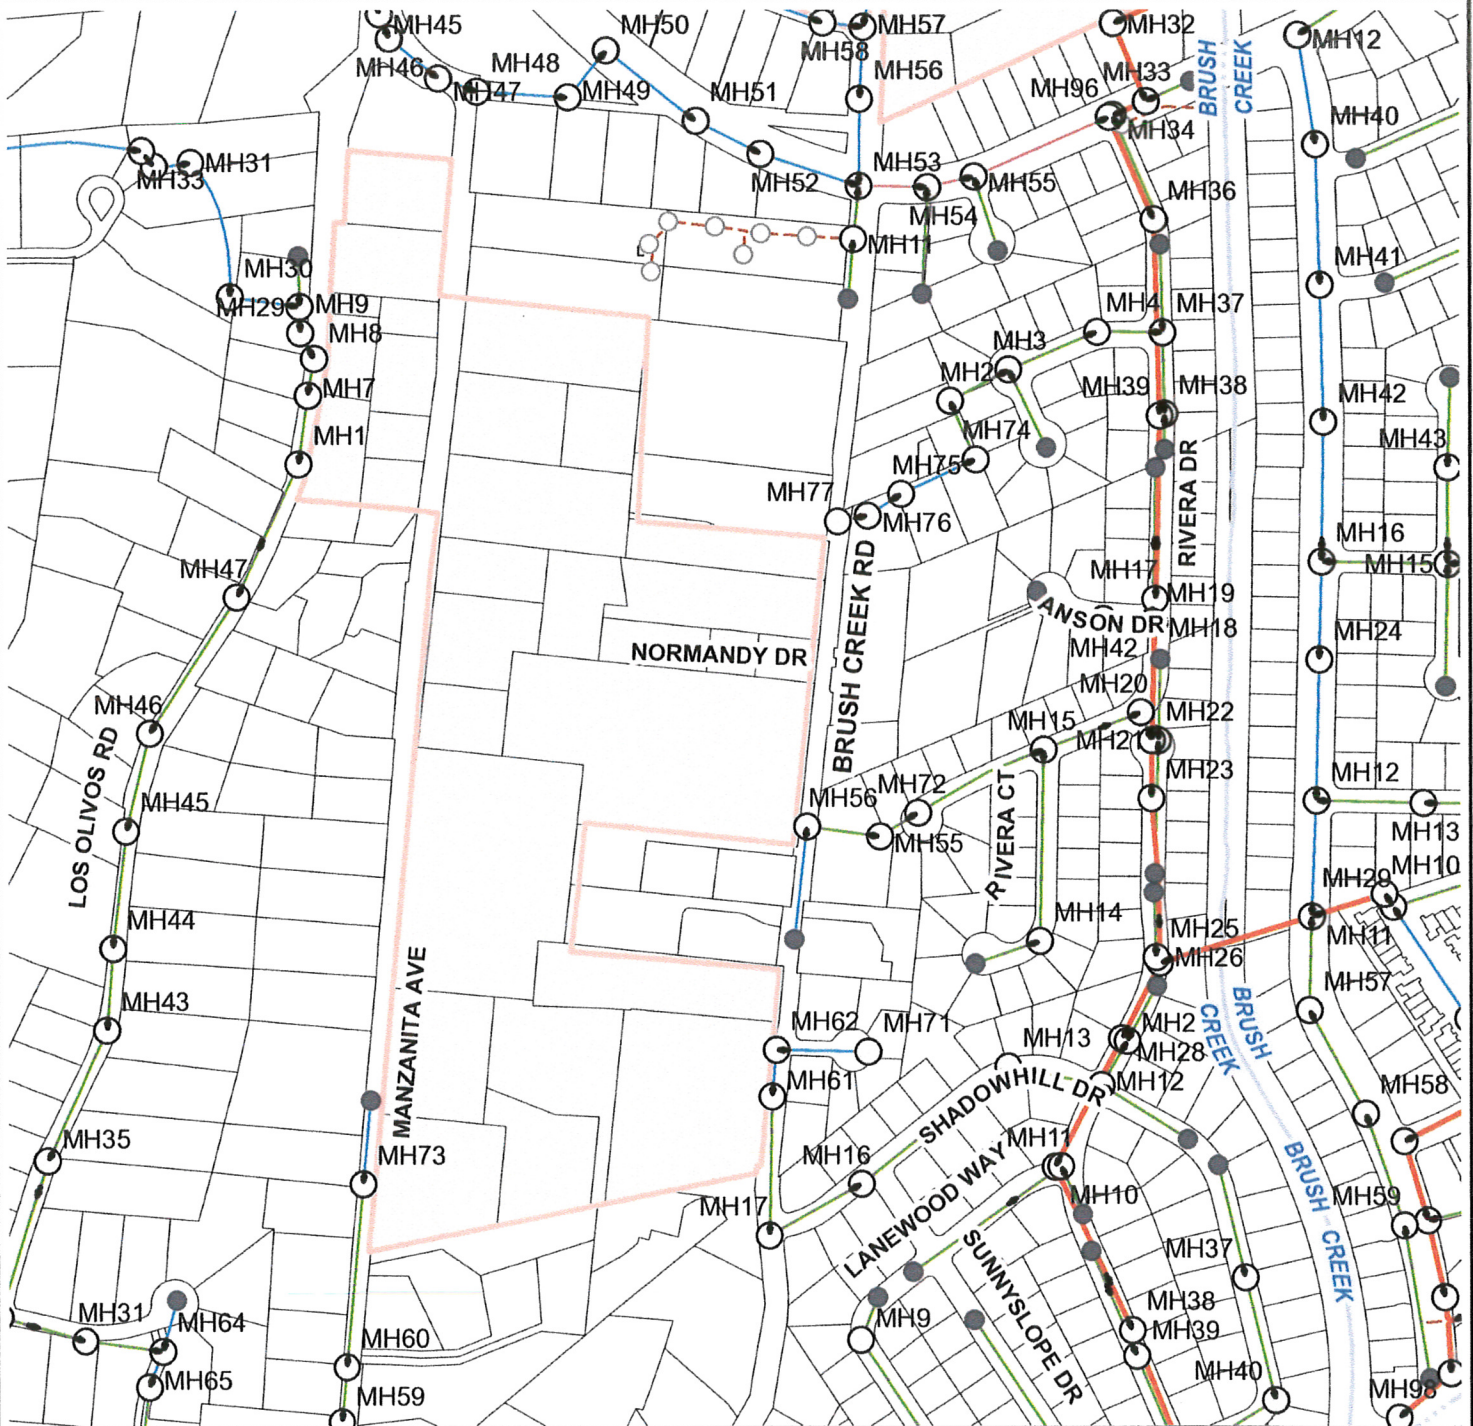 MH45
MH50
MH57
MH32
MH12
MH58
MH46
MH48
MH47
MH49
MH56
MH33
BRUSH
CREEK
MH51
MH96
MH34
MH40
MH31
MH33
MH52
MH53
MH55
MH36
MH54
MH11
MH41
MH30
MH29
MH9
MH8
MH4
MH37
MH3
MH2
MH7
MH39
MH38
MH42
MH1
MH74
MH43
MH75
MH77
MH76
RIVERA DR
MH16
MH15
MH47
MH17
MH19
ANSON DR
MH18
MH24
NORMANDY DR
BRUSH CREEK RD
MH42
MH20
MH46
MH15
MH22
MH21
LOS OLIVOS RD
MH23
MH12
MH45
MH56
MH72
MH55
MH13
RIVERA CT
MH10
MH29
MH44
MH14
MH25
MH11
MH26
MANZANITA AVE
MH57
MH43
MH62
MH71
MH13
MH2
MH28
BRUSH
CREEK
MH61
MH12
MH58
SHADOWHILL DR
MH35
MH73
MH16
MH11
BRUSH CREEK
MH17
LANEWOOD WAY
MH10
MH59
SUNNYSLOPE DR
MH37
MH31
MH64
MH9
MH38
MH39
MH60
MH65
MH59
MH40
MH98